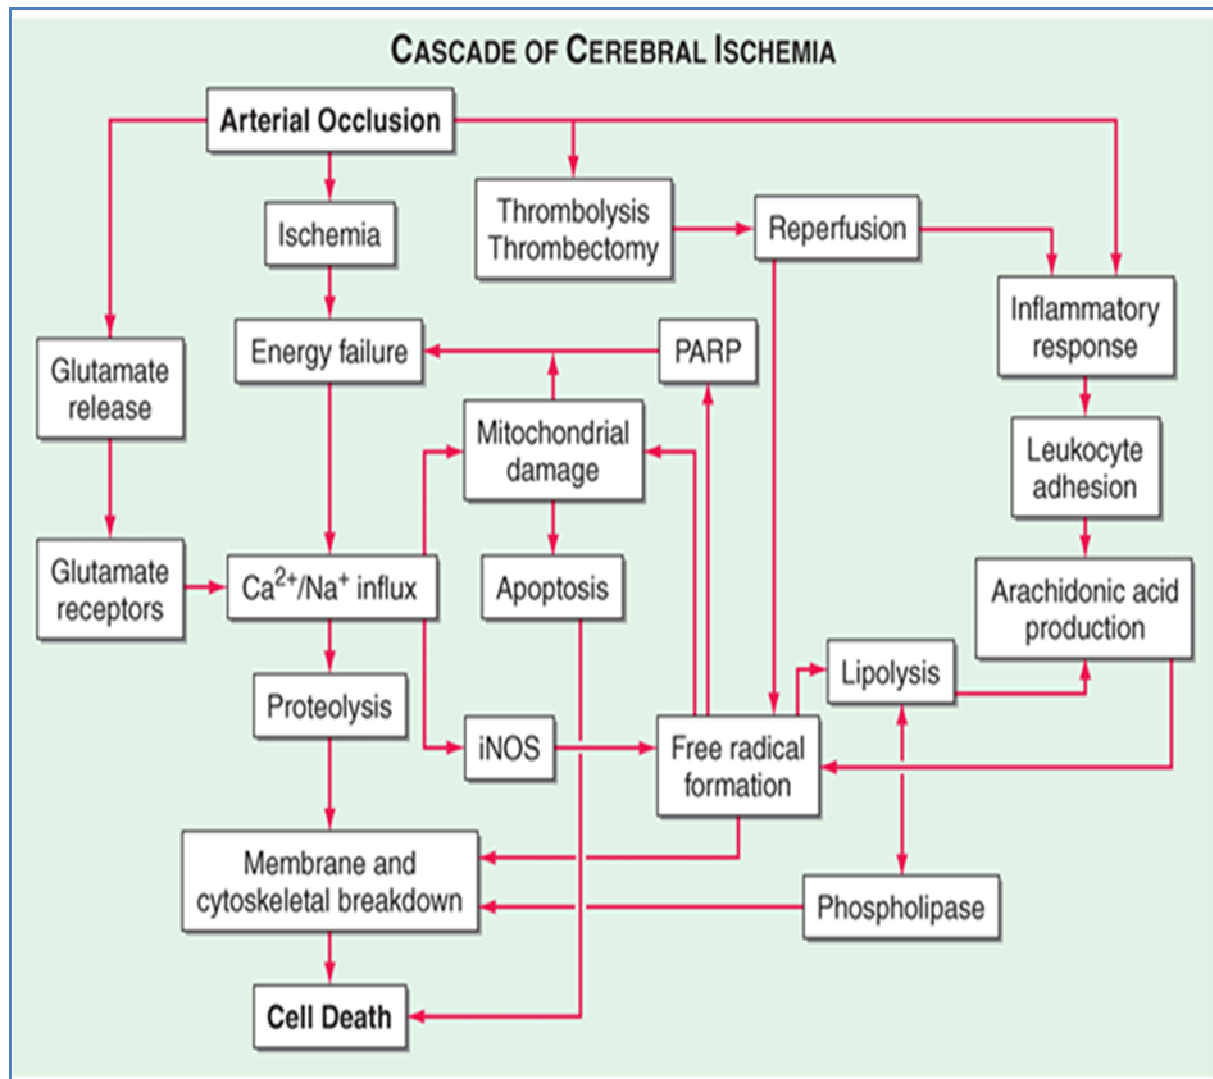 CASCADE OF CEREBRAL ISCHEMIA
Arterial Occlusion
Thrombolysis
Thrombectomy
Reperfusion
Ischemia
Inflammatory
response
Energy failure
PARP
Glutamate
release
Mitochondrial
damage
Leukocyte
adhesion
Glutamate
receptors
Ca²⁺/Na⁺ influx
Apoptosis
Arachidonic acid
production
Lipolysis
Proteolysis
iNOS
Free radical
formation
Membrane and
cytoskeletal breakdown
Phospholipase
Cell Death